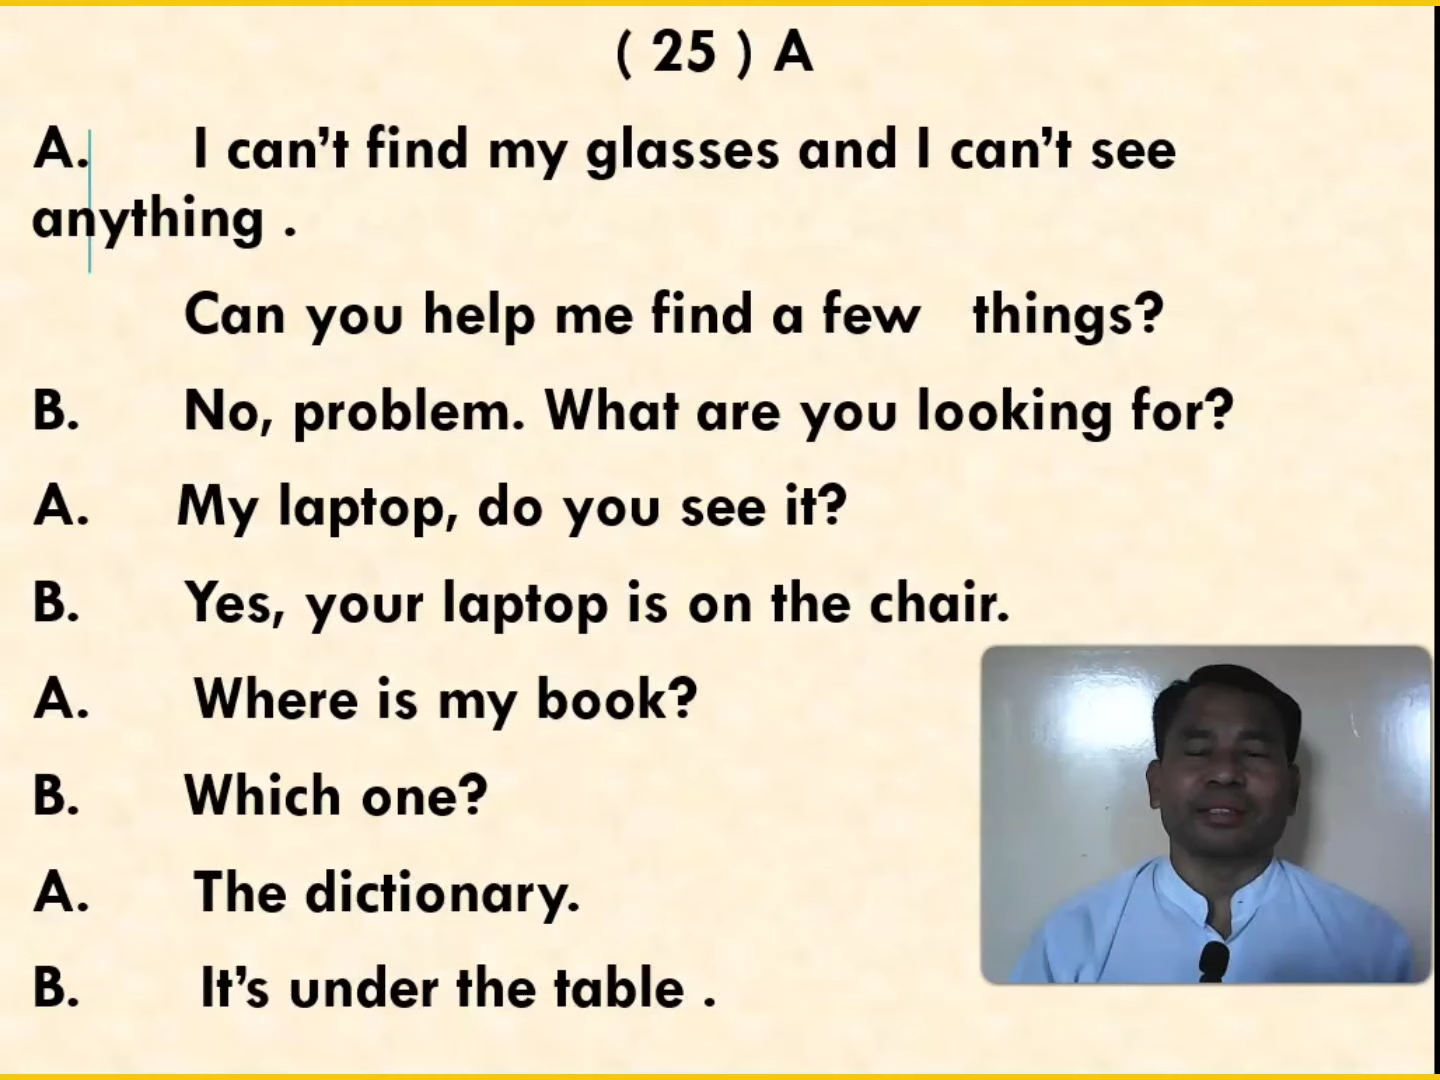 ( 25 ) A
A. I can’t find my glasses and I can’t see
anything .
Can you help me find a few things?
B. No, problem. What are you looking for?
A. My laptop, do you see it?
B. Yes, your laptop is on the chair.
A. Where is my book?
B. Which one?
A. The dictionary.
B. It’s under the table .